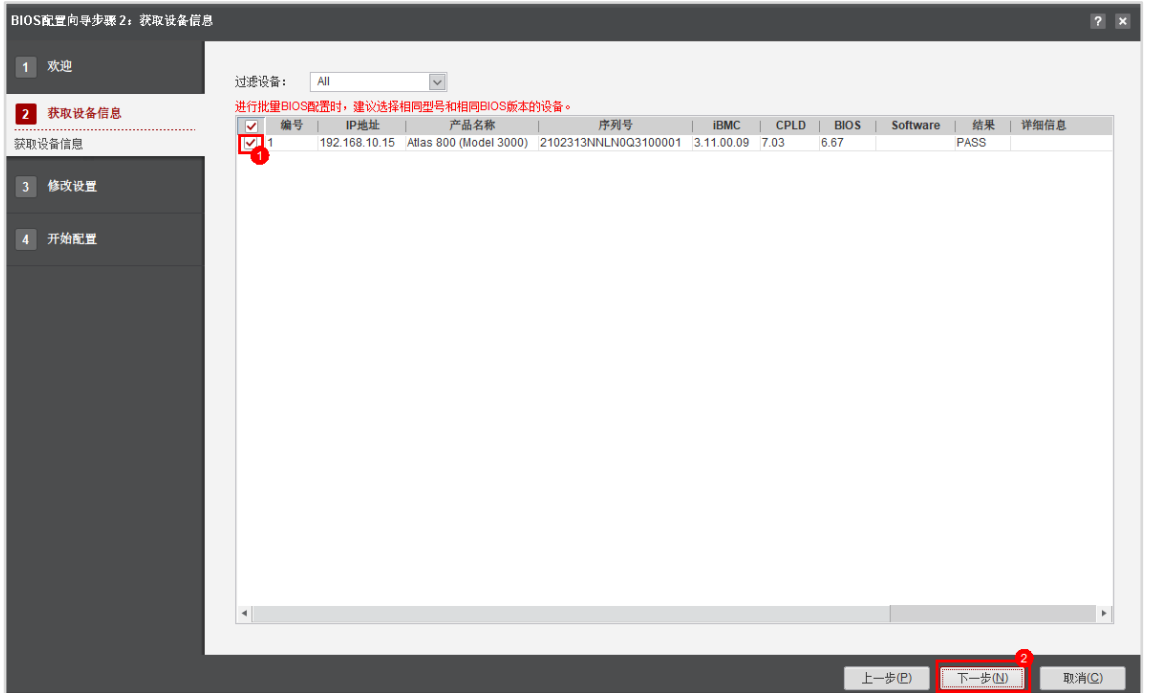 BIOS配置向导步骤2：获取设备信息
? ×
1 欢迎
2 获取设备信息
获取设备信息
3 修改设置
4 开始配置
过滤设备： All
进行批量BIOS配置时，建议选择相同型号和相同BIOS版本的设备。
编号 IP地址 产品名称 序列号 iBMC CPLD BIOS Software 结果 详细信息
1 192.168.10.15 Atlas 800 (Model 3000) 2102313NNLN0Q3100001 3.11.00.09 7.03 6.67 PASS
1
2
上一步(P) 下一步(N) 取消(C)